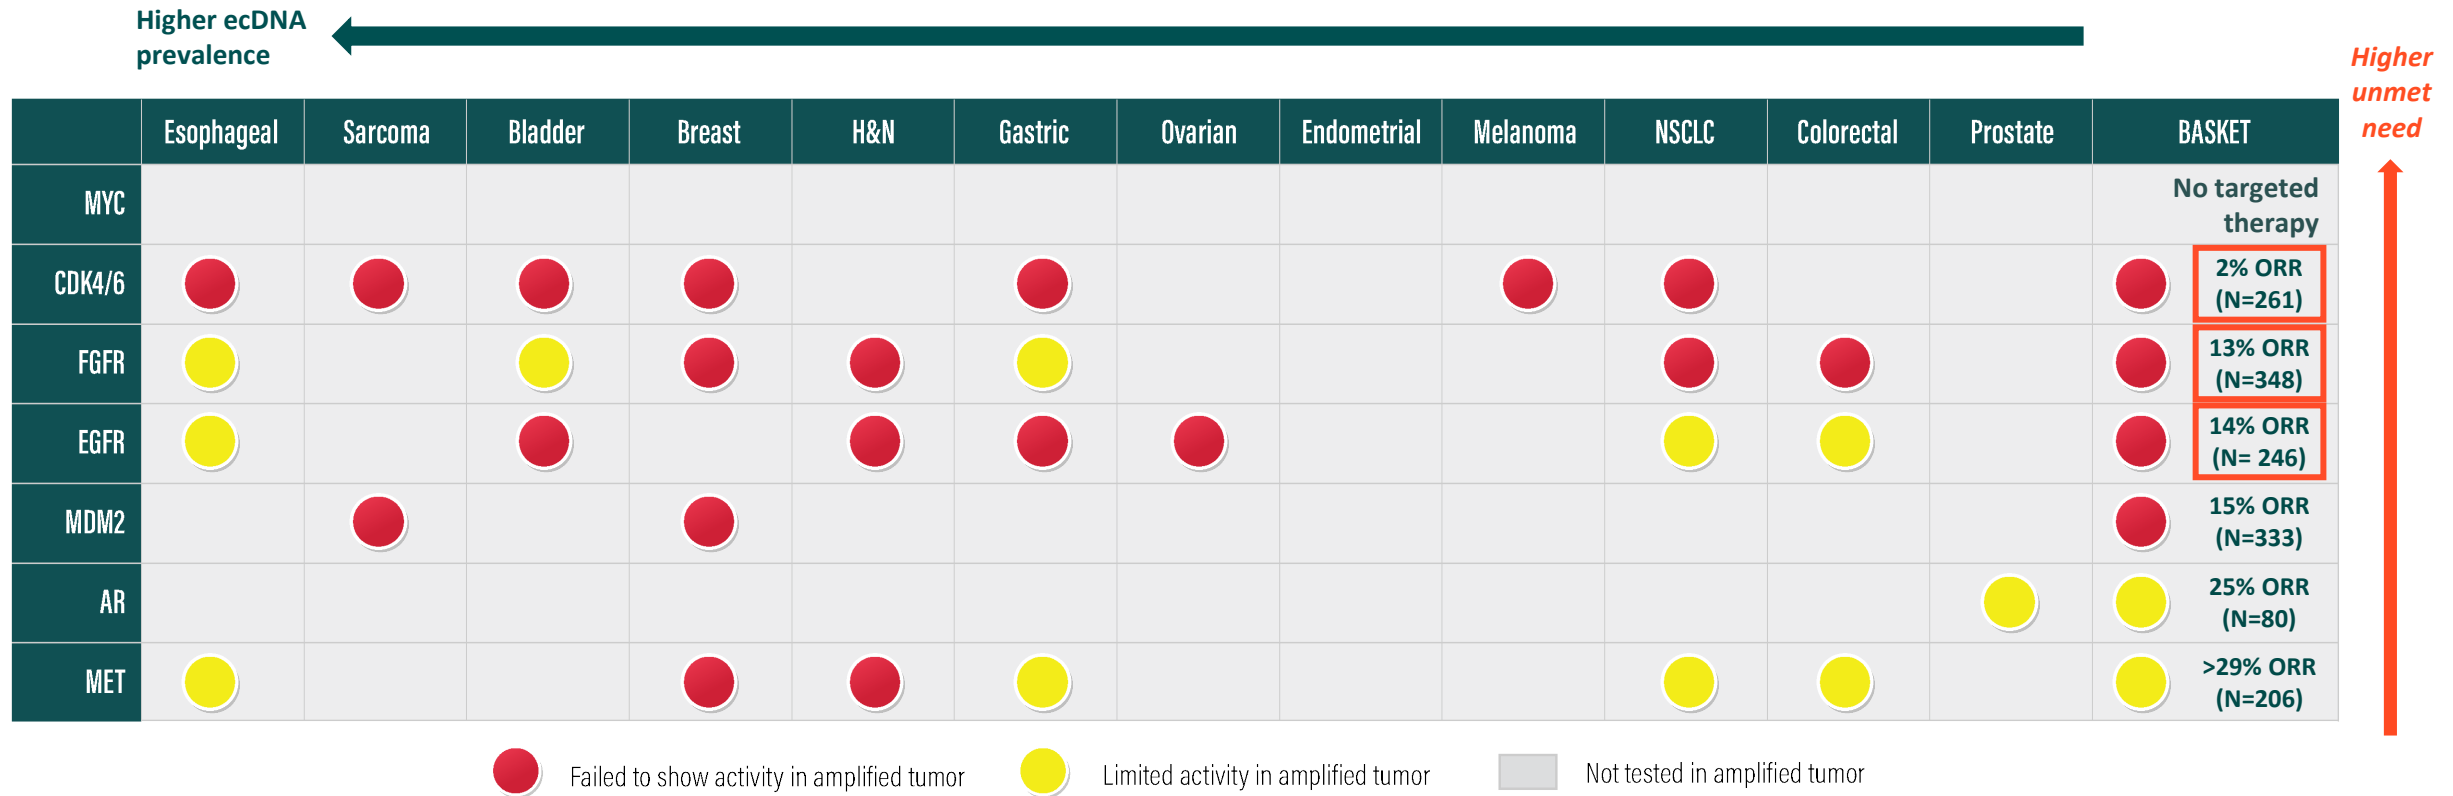 Higher ecDNA
prevalence
Higher
unmet
need
Esophageal Sarcoma Bladder Breast H&N Gastric Ovarian Endometrial Melanoma NSCLC Colorectal Prostate BASKET
MYC No targeted
therapy
CDK4/6 2% ORR
(N=261)
FGFR 13% ORR
(N=348)
EGFR 14% ORR
(N= 246)
MDM2 15% ORR
(N=333)
AR 25% ORR
(N=80)
MET >29% ORR
(N=206)
Failed to show activity in amplified tumor Limited activity in amplified tumor Not tested in amplified tumor